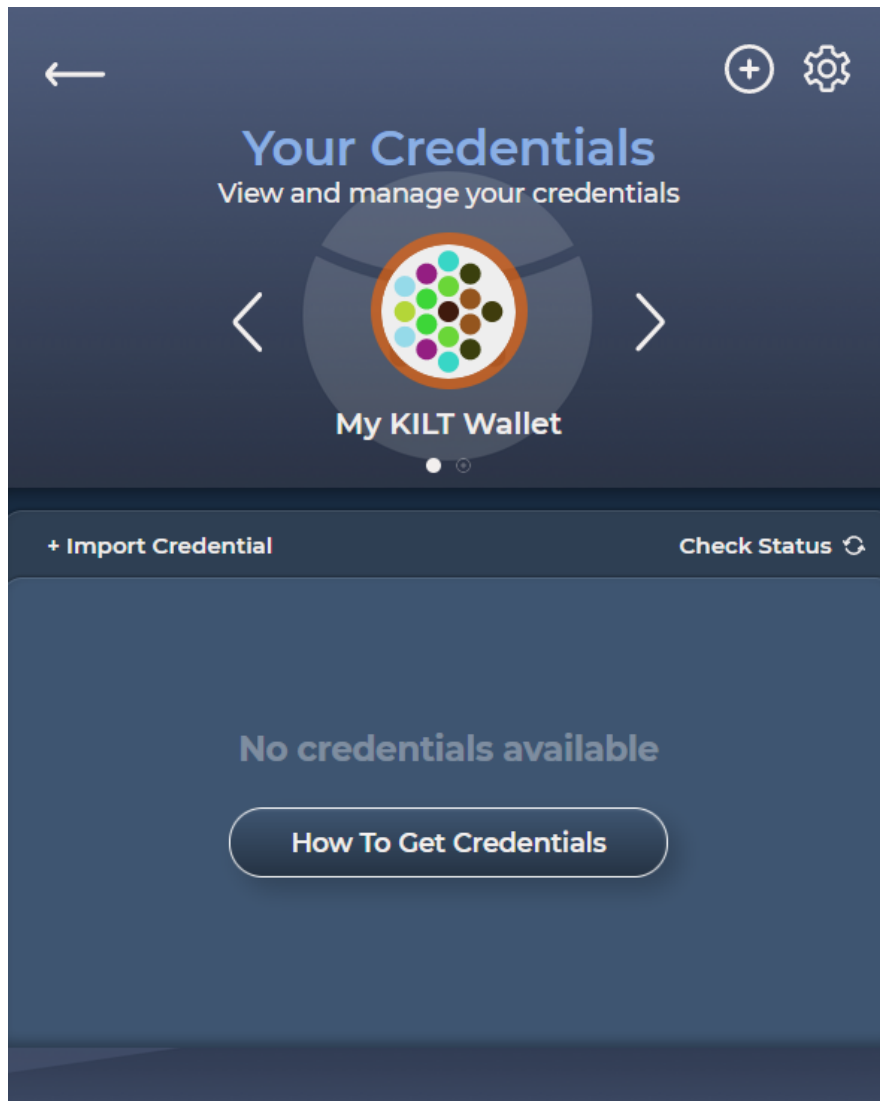 Your Credentials
View and manage your credentials
My KILT Wallet
+ Import Credential
Check Status
No credentials available
How To Get Credentials